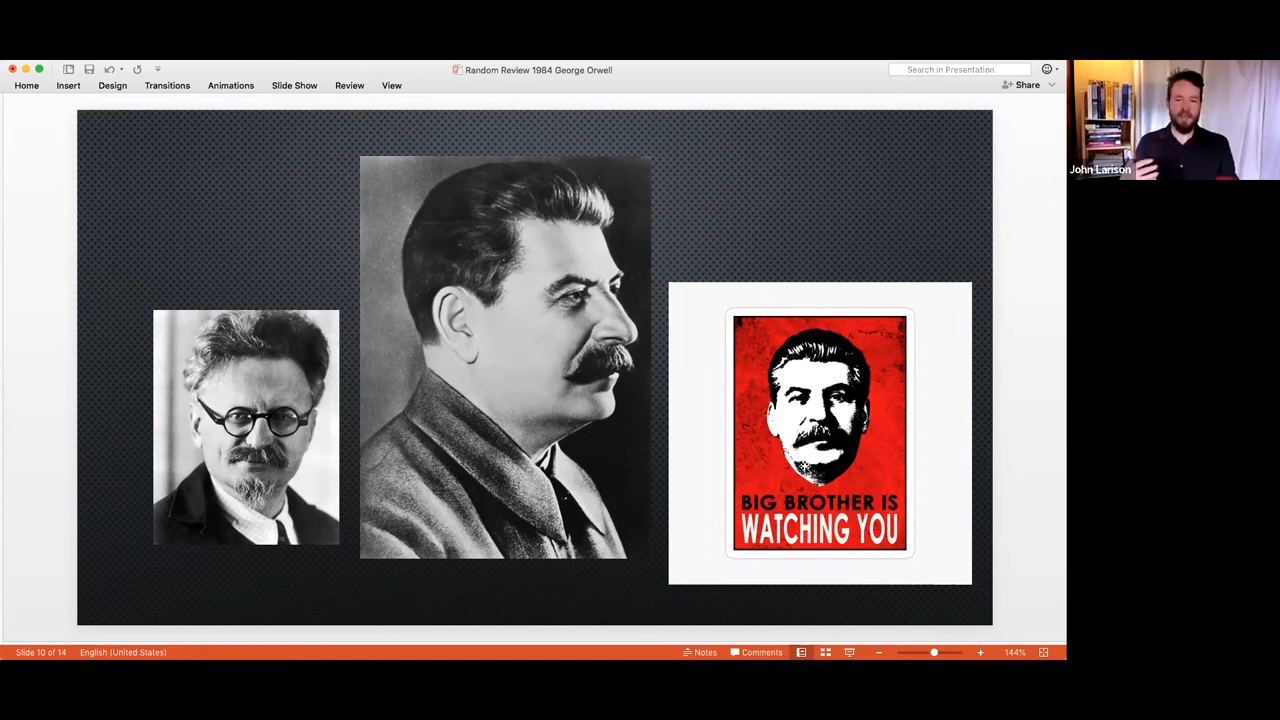 Random Review 1984 George Orwell
Search in Presentation
Home Insert Design Transitions Animations Slide Show Review View
Share
BIG BROTHER IS
WATCHING YOU
John Larison
Slide 10 of 14 English (United States)
Notes Comments 144%